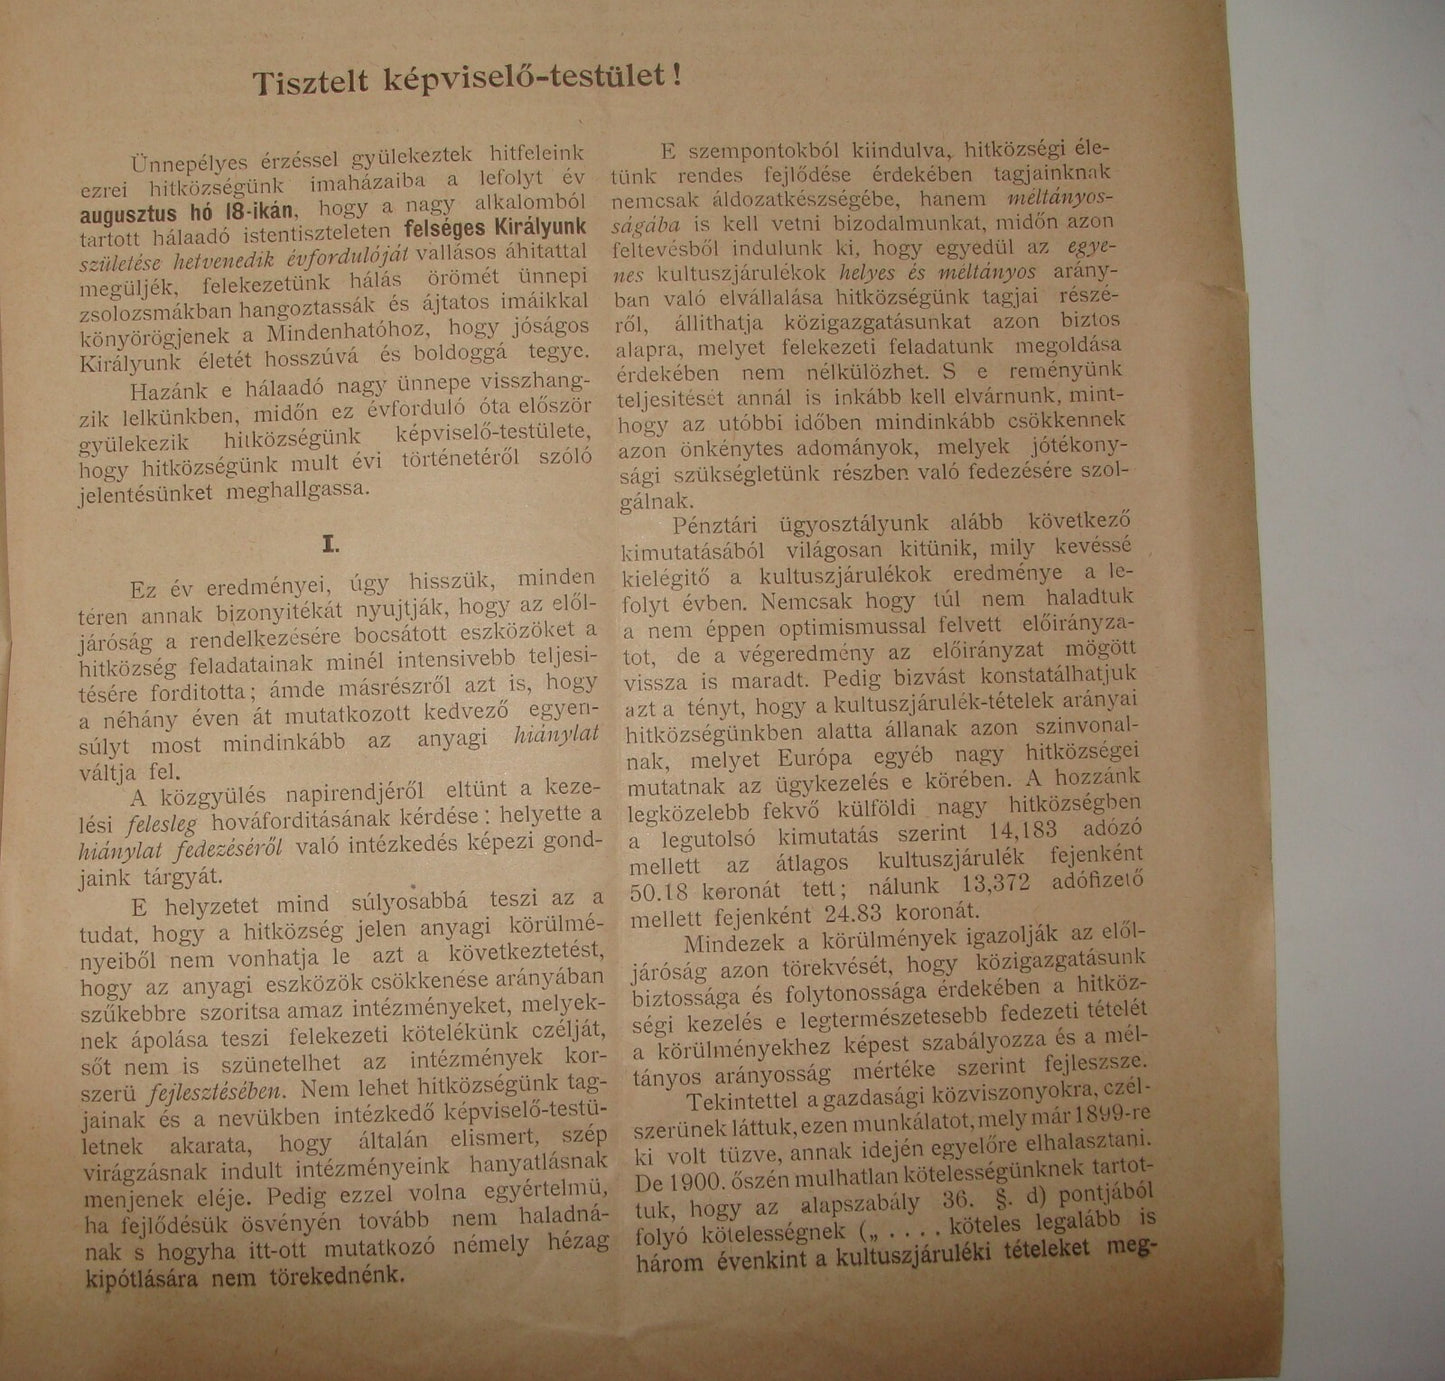 Tisztelt képviselő-testület!
Ünnepélyes érzéssel gyülekeztek hitfeleink
ezrei hitközségünk imaházaiba a lefolyt év
augusztus hó 18-ikán, hogy a nagy alkalomból
tartott hálaadó istentiszteleten felséges Királyunk
születése hetvenedik évfordulóját vallásos áhitattal
megüljék, felekezetünk hálás örömét ünnepi
zsolozsmákban hangoztassák és ájtatos imáikkal
könyörögjenek a Mindenhatóhoz, hogy jóságos
Királyunk életét hosszúvá és boldoggá tegye.
Hazánk e hálaadó nagy ünnepe visszhang-
zik lelkünkben, midőn ez évforduló óta először
gyülekezik hitközségünk képviselő-testülete,
hogy hitközségünk mult évi történetéről szóló
jelentésünket meghallgassa.
I.
Ez év eredményei, úgy hisszük, minden
téren annak bizonyitékát nyujtják, hogy az elől-
járóság a rendelkezésére bocsátott eszközöket a
hitközség feladatainak minél intensivebb teljesi-
tésére forditotta; ámde másrészről azt is, hogy
a néhány éven át mutatkozott kedvező egyen-
súlyt most mindinkább az anyagi hiánylat
váltja fel.
A közgyülés napirendjéről eltünt a keze-
lési felesleg hováforditásának kérdése: helyette a
hiánylat fedezéséről való intézkedés képezi gond-
jaink tárgyát.
E helyzetet mind súlyosabbá teszi az a
tudat, hogy a hitközség jelen anyagi körülmé-
nyeiből nem vonhatja le azt a következtetést,
hogy az anyagi eszközök csökkenése arányában
szűkebbre szoritsa amaz intézményeket, melyek-
nek ápolása teszi felekezeti kötelékünk czélját,
sőt nem is szünetelhet az intézmények kor-
szerü fejlesztésében. Nem lehet hitközségünk tag-
jainak és a nevükben intézkedő képviselő-testü-
letnek akarata, hogy általán elismert, szép
virágzásnak indult intézményeink hanyatlásnak
menjenek eléje. Pedig ezzel volna egyértelmü,
ha fejlődésük ösvényén tovább nem haladná-
nak s hogyha itt-ott mutatkozó némely hézag
kipótlására nem törekednénk.
E szempontokból kiindulva, hitközségi éle-
tünk rendes fejlődése érdekében tagjainknak
nemcsak áldozatkészségébe, hanem méltányos-
ságába is kell vetni bizodalmunkat, midőn azon
feltevésből indulunk ki, hogy egyedül az egye-
nes kultuszjárulékok helyes és méltányos arány-
ban való elvállalása hitközségünk tagjai részé-
ről, állithatja közigazgatásunkat azon biztos
alapra, melyet felekezeti feladatunk megoldása
érdekében nem nélkülözhet. S e reményünk
teljesitését annál is inkább kell elvárnunk, mint-
hogy az utóbbi időben mindinkább csökkennek
azon önkénytes adományok, melyek jótékony-
sági szükségletünk részben való fedezésére szol-
gálnak.
Pénztári ügyosztályunk alább következő
kimutatásából világosan kitünik, mily kevéssé
kielégitő a kultuszjárulékok eredménye a le-
folyt évben. Nemcsak hogy túl nem haladtuk
a nem éppen optimismussal felvett előirányza-
tot, de a végeredmény az előirányzat mögött
vissza is maradt. Pedig bizvást konstatálhatjuk
azt a tényt, hogy a kultuszjárulék-tételek arányai
hitközségünkben alatta állanak azon szinvonal-
nak, melyet Európa egyéb nagy hitközségei
mutatnak az ügykezelés e körében. A hozzánk
legközelebb fekvő külföldi nagy hitközségben
a legutolsó kimutatás szerint 14,183 adózó
mellett az átlagos kultuszjárulék fejenként
50.18 koronát tett; nálunk 13,372 adófizető
mellett fejenként 24.83 koronát.
Mindezek a körülmények igazolják az elől-
járóság azon törekvését, hogy közigazgatásunk
biztossága és folytonossága érdekében a hitköz-
ségi kezelés e legtermészetesebb fedezeti tételét
a körülményekhez képest szabályozza és a mél-
tányos arányosság mértéke szerint fejleszsze.
Tekintettel a gazdasági közviszonyokra, czél-
szerünek láttuk, ezen munkálatot, mely már 1899-re
ki volt tüzve, annak idején egyelőre elhalasztani.
De 1900. őszén mulhatlan kötelességünknek tartot-
tuk, hogy az alapszabály 36. §. d) pontjából
folyó kötelességnek („ . . . . köteles legalább is
három évenkint a kultuszjáruléki tételeket meg-